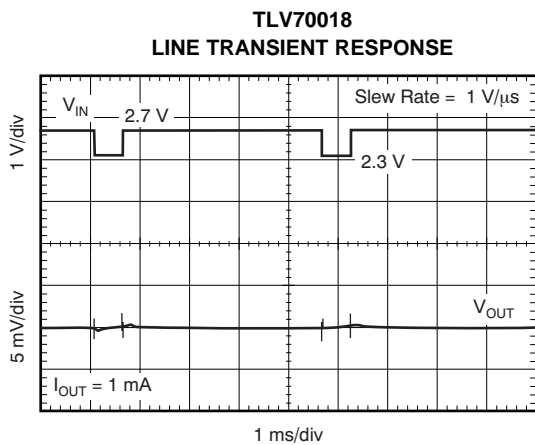 TLV70018
LINE TRANSIENT RESPONSE
1 V/div
V_IN
2.7 V
Slew Rate = 1 V/μs
2.3 V
5 mV/div
V_OUT
I_OUT = 1 mA
1 ms/div